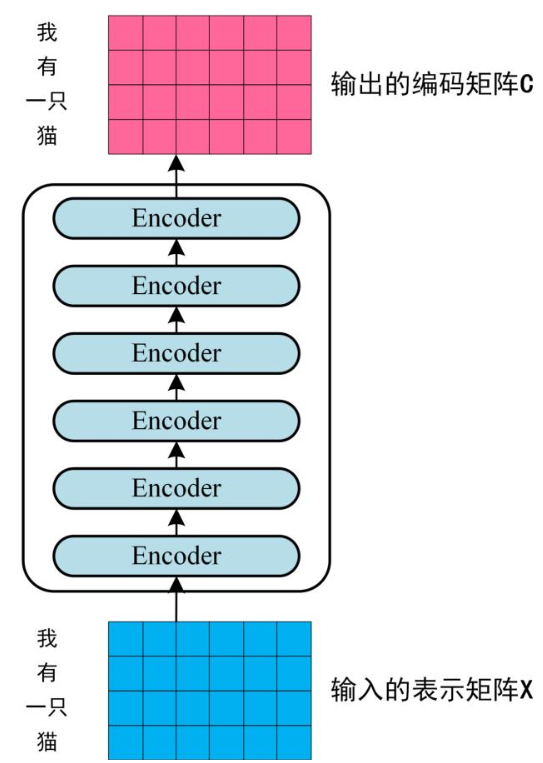 我
有
一只
猫
输出的编码矩阵C
Encoder
Encoder
Encoder
Encoder
Encoder
Encoder
我
有
一只
猫
输入的表示矩阵X